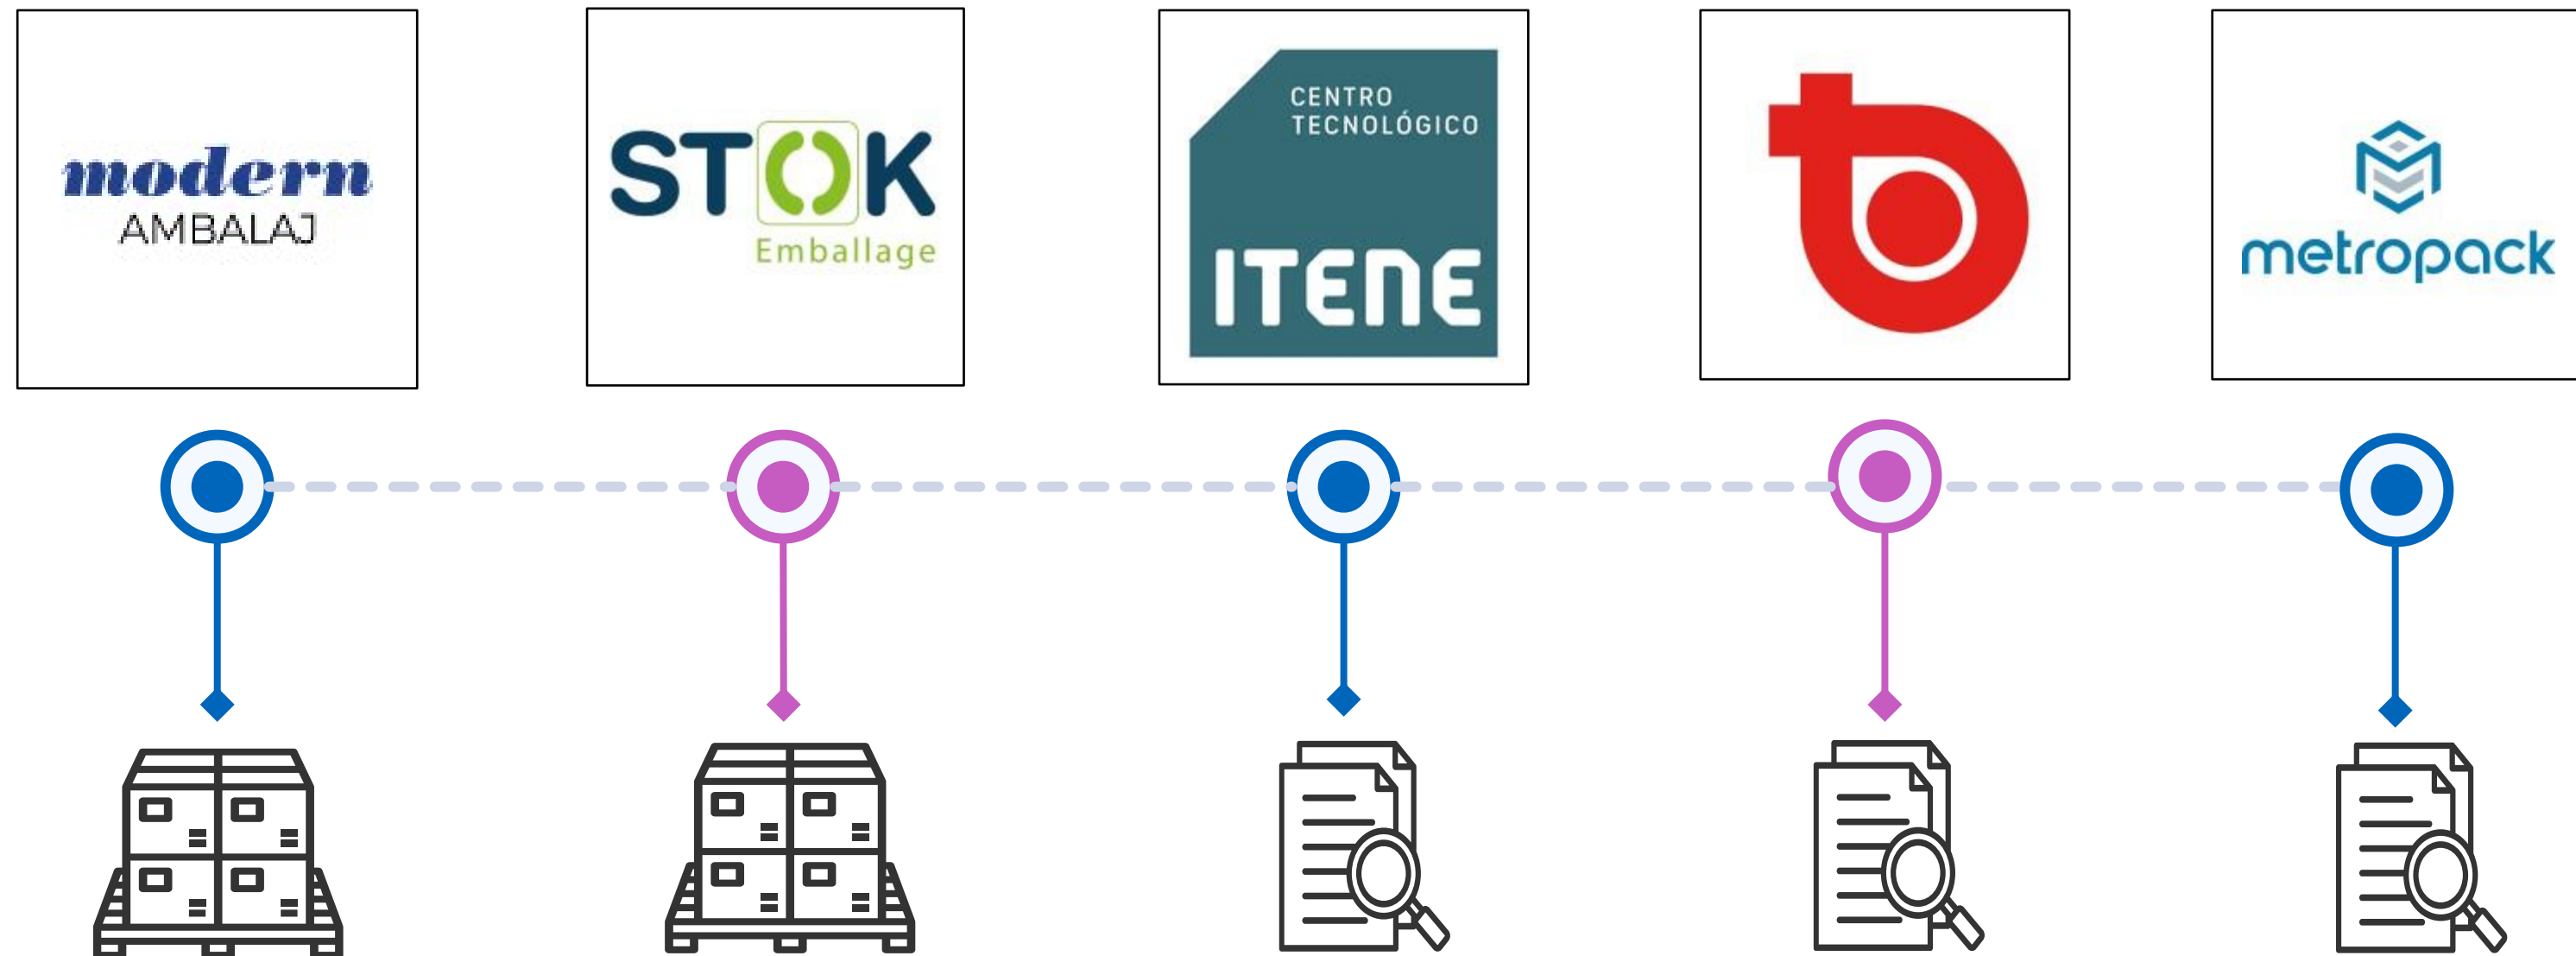 modern
AMBALAJ
STOK
Emballage
CENTRO
TECNOLÓGICO
ITENE
metropack